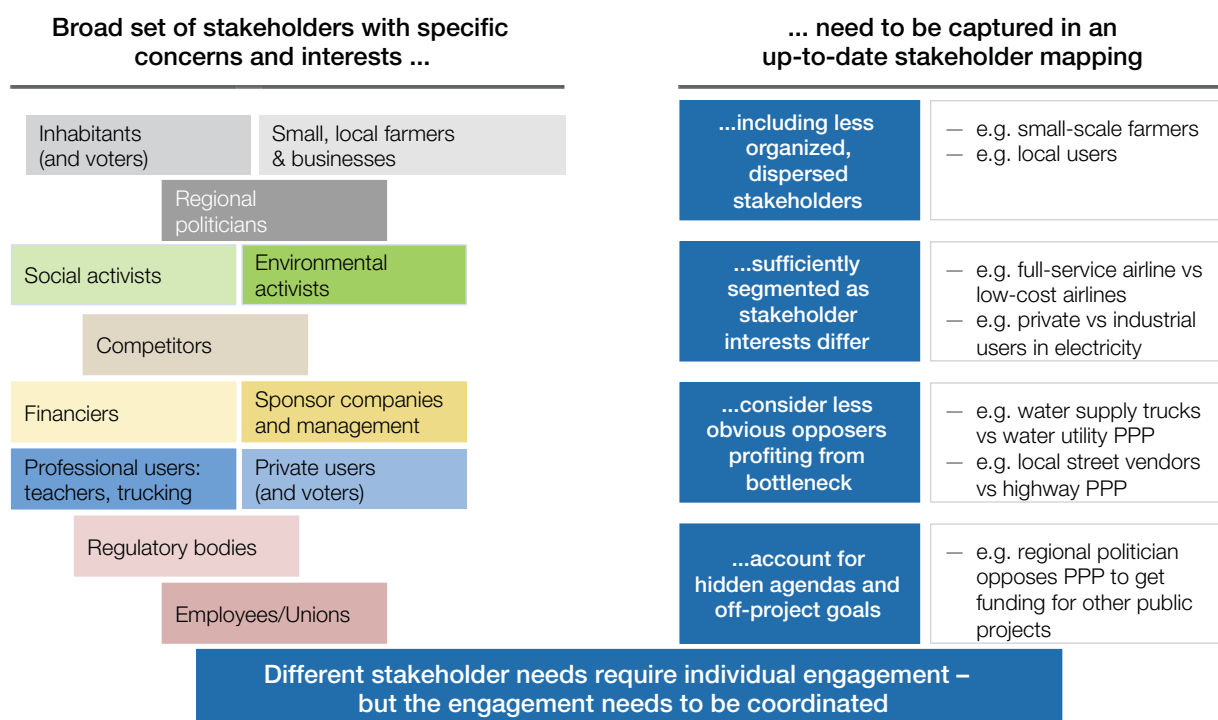 Broad set of stakeholders with specific
concerns and interests ...
Inhabitants
(and voters)
Small, local farmers
& businesses
Regional
politicians
Social activists
Environmental
activists
Competitors
Financiers
Sponsor companies
and management
Professional users:
teachers, trucking
Private users
(and voters)
Regulatory bodies
Employees/Unions
... need to be captured in an
up-to-date stakeholder mapping
...including less
organized,
dispersed
stakeholders
— e.g. small-scale farmers
— e.g. local users
...sufficiently
segmented as
stakeholder
interests differ
— e.g. full-service airline vs
low-cost airlines
— e.g. private vs industrial
users in electricity
...consider less
obvious opposers
profiting from
bottleneck
— e.g. water supply trucks
vs water utility PPP
— e.g. local street vendors
vs highway PPP
...account for
hidden agendas and
off-project goals
— e.g. regional politician
opposes PPP to get
funding for other public
projects
Different stakeholder needs require individual engagement –
but the engagement needs to be coordinated